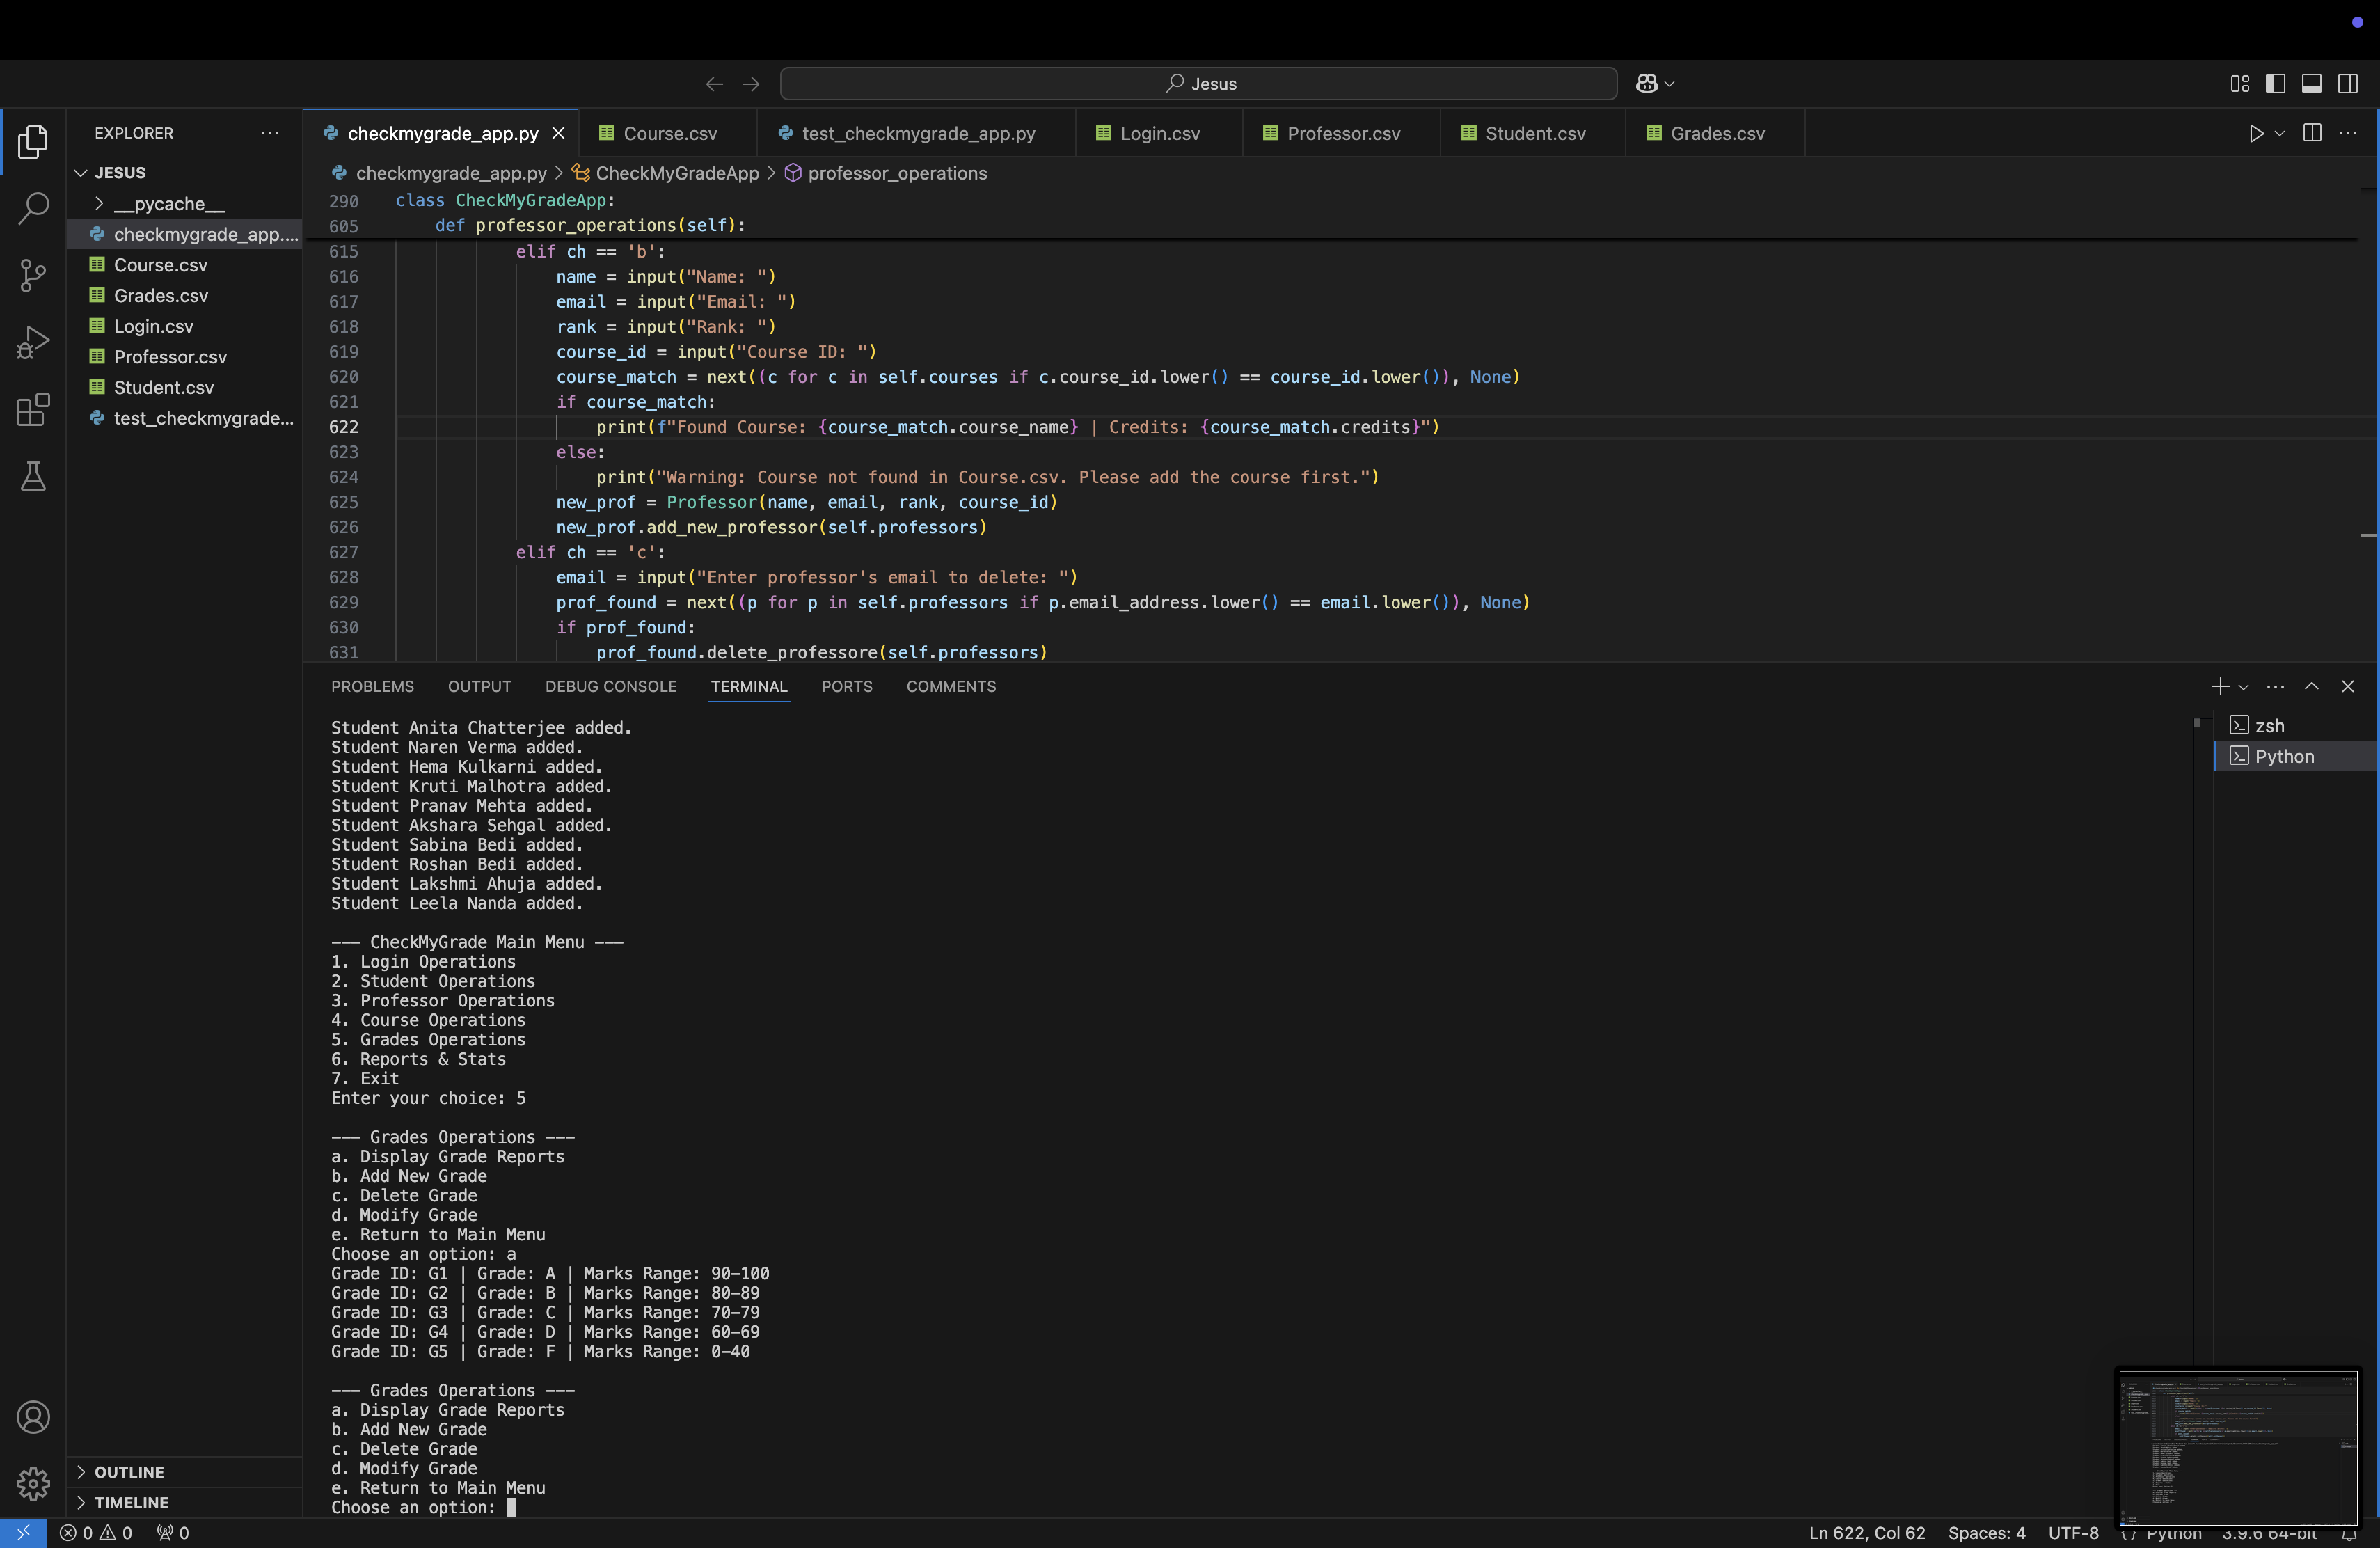 Jesus
EXPLORER
JESUS
__pycache__
checkmygrade_app....
Course.csv
Grades.csv
Login.csv
Professor.csv
Student.csv
test_checkmygrade...
OUTLINE
TIMELINE
checkmygrade_app.py
Course.csv
test_checkmygrade_app.py
Login.csv
Professor.csv
Student.csv
Grades.csv
checkmygrade_app.py > CheckMyGradeApp > professor_operations
290 class CheckMyGradeApp:
605 def professor_operations(self):
615 elif ch == 'b':
616 name = input("Name: ")
617 email = input("Email: ")
618 rank = input("Rank: ")
619 course_id = input("Course ID: ")
620 course_match = next((c for c in self.courses if c.course_id.lower() == course_id.lower()), None)
621 if course_match:
622 print(f"Found Course: {course_match.course_name} | Credits: {course_match.credits}")
623 else:
624 print("Warning: Course not found in Course.csv. Please add the course first.")
625 new_prof = Professor(name, email, rank, course_id)
626 new_prof.add_new_professor(self.professors)
627 elif ch == 'c':
628 email = input("Enter professor's email to delete: ")
629 prof_found = next((p for p in self.professors if p.email_address.lower() == email.lower()), None)
630 if prof_found:
631 prof_found.delete_professore(self.professors)
PROBLEMS OUTPUT DEBUG CONSOLE TERMINAL PORTS COMMENTS
zsh
Python
Student Anita Chatterjee added.
Student Naren Verma added.
Student Hema Kulkarni added.
Student Kruti Malhotra added.
Student Pranav Mehta added.
Student Akshara Sehgal added.
Student Sabina Bedi added.
Student Roshan Bedi added.
Student Lakshmi Ahuja added.
Student Leela Nanda added.
--- CheckMyGrade Main Menu ---
1. Login Operations
2. Student Operations
3. Professor Operations
4. Course Operations
5. Grades Operations
6. Reports & Stats
7. Exit
Enter your choice: 5
--- Grades Operations ---
a. Display Grade Reports
b. Add New Grade
c. Delete Grade
d. Modify Grade
e. Return to Main Menu
Choose an option: a
Grade ID: G1 | Grade: A | Marks Range: 90-100
Grade ID: G2 | Grade: B | Marks Range: 80-89
Grade ID: G3 | Grade: C | Marks Range: 70-79
Grade ID: G4 | Grade: D | Marks Range: 60-69
Grade ID: G5 | Grade: F | Marks Range: 0-40
--- Grades Operations ---
a. Display Grade Reports
b. Add New Grade
c. Delete Grade
d. Modify Grade
e. Return to Main Menu
Choose an option:
0 0 0
Ln 622, Col 62 Spaces: 4 UTF-8 {} Python 3.9.6 64-bit